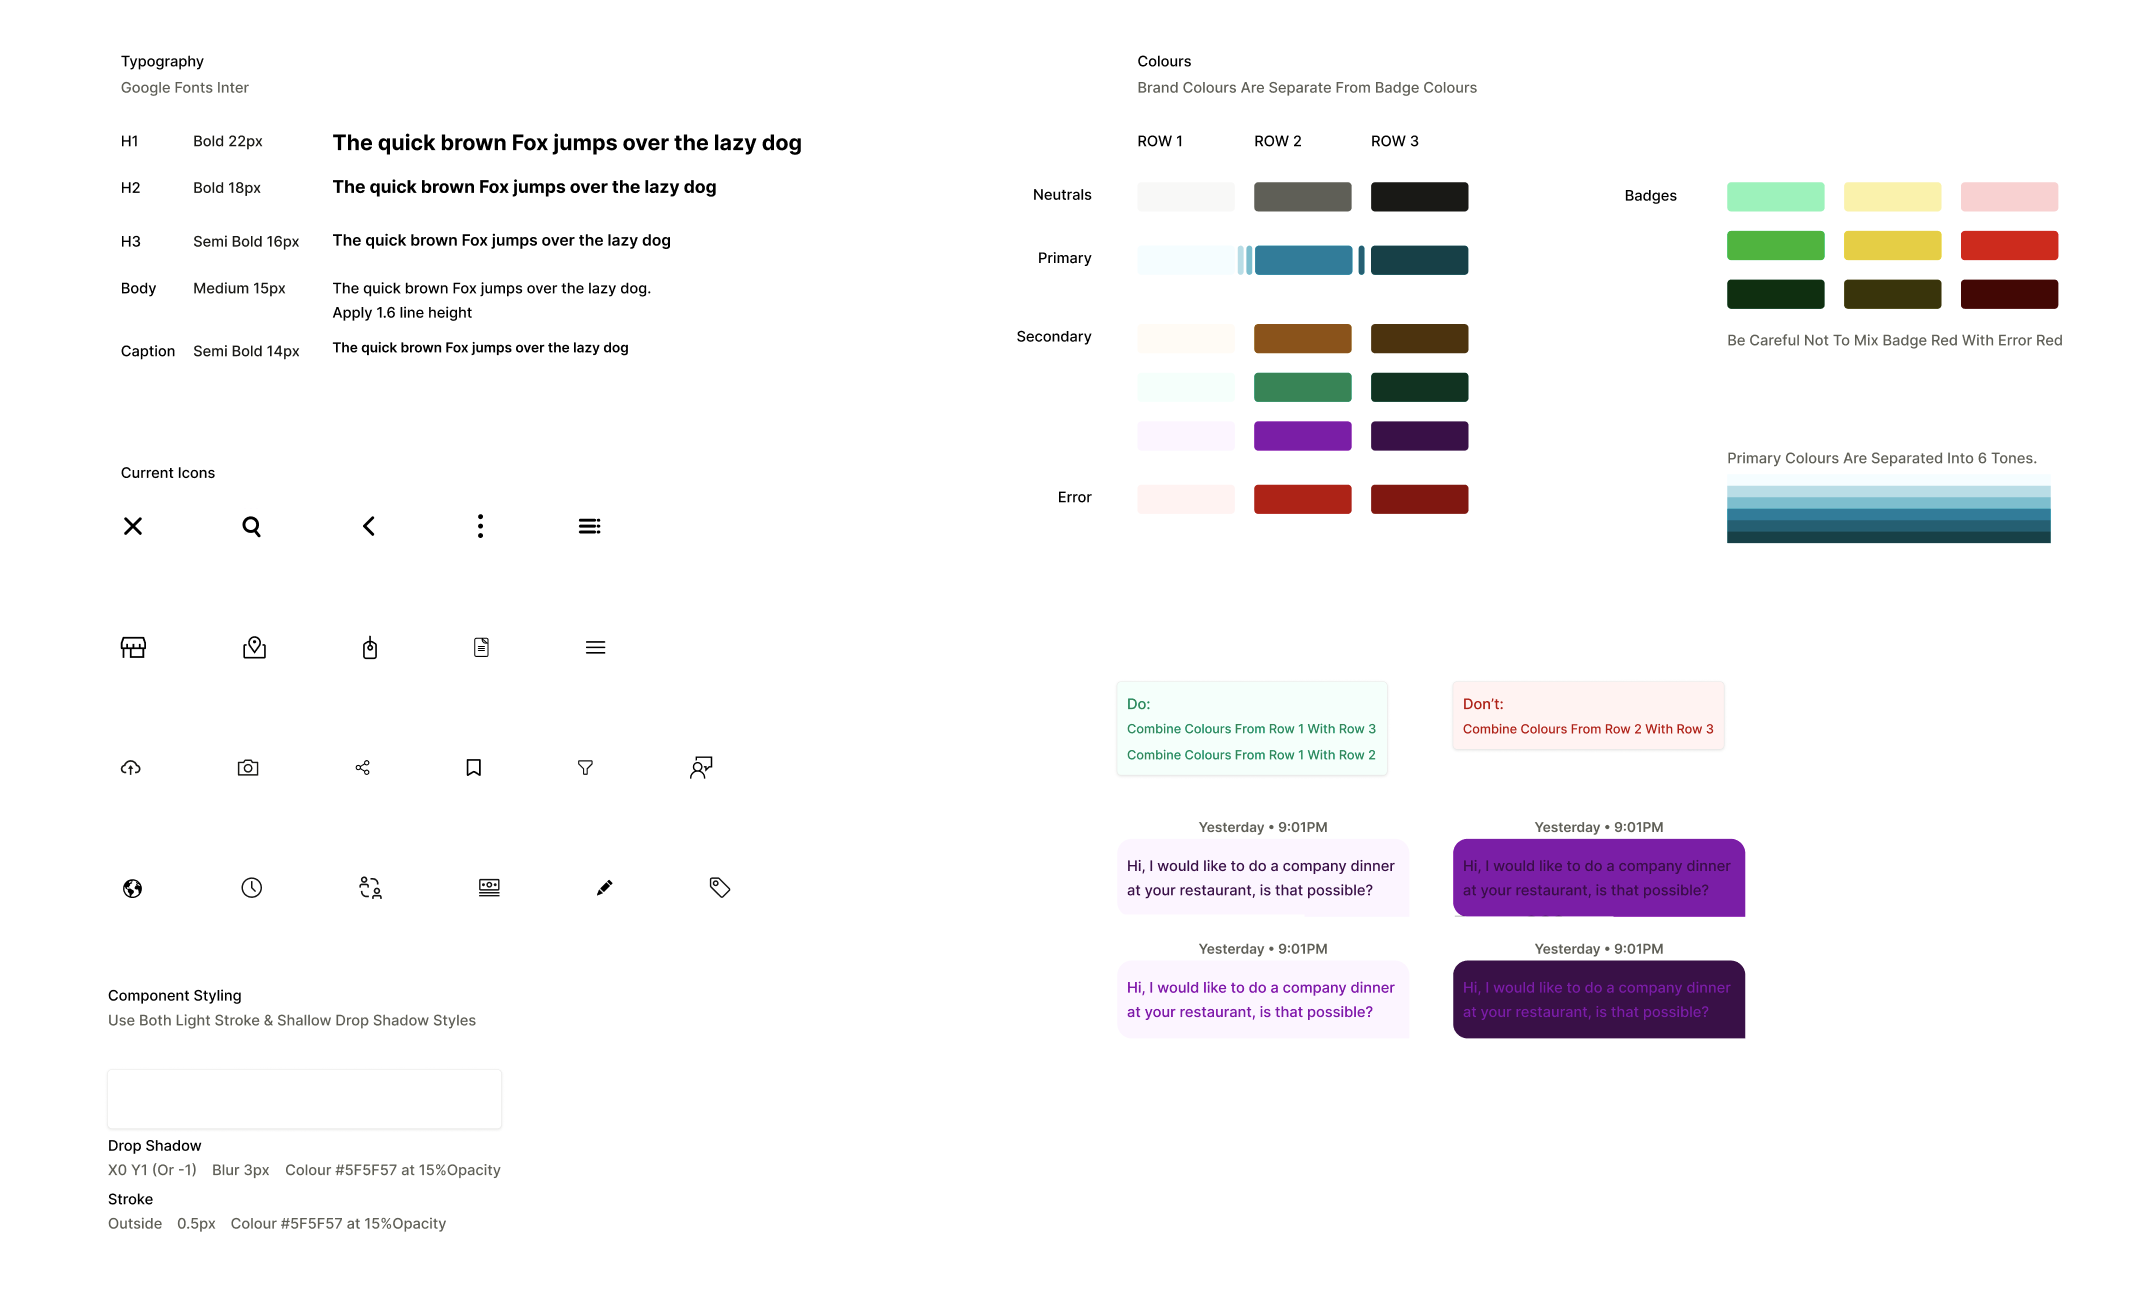 Typography
Google Fonts Inter
H1 Bold 22px The quick brown Fox jumps over the lazy dog
H2 Bold 18px The quick brown Fox jumps over the lazy dog
H3 Semi Bold 16px The quick brown Fox jumps over the lazy dog
Body Medium 15px The quick brown Fox jumps over the lazy dog.
Apply 1.6 line height
Caption Semi Bold 14px The quick brown Fox jumps over the lazy dog
Current Icons
Component Styling
Use Both Light Stroke & Shallow Drop Shadow Styles
Drop Shadow
X0 Y1 (Or -1) Blur 3px Colour #5F5F57 at 15%Opacity
Stroke
Outside 0.5px Colour #5F5F57 at 15%Opacity
Colours
Brand Colours Are Separate From Badge Colours
ROW 1 ROW 2 ROW 3
Neutrals
Primary
Secondary
Error
Badges
Be Careful Not To Mix Badge Red With Error Red
Primary Colours Are Separated Into 6 Tones.
Do:
Combine Colours From Row 1 With Row 3
Combine Colours From Row 1 With Row 2
Don't:
Combine Colours From Row 2 With Row 3
Yesterday • 9:01PM
Hi, I would like to do a company dinner
at your restaurant, is that possible?
Yesterday • 9:01PM
Hi, I would like to do a company dinner
at your restaurant, is that possible?
Yesterday • 9:01PM
Hi, I would like to do a company dinner
at your restaurant, is that possible?
Yesterday • 9:01PM
Hi, I would like to do a company dinner
at your restaurant, is that possible?